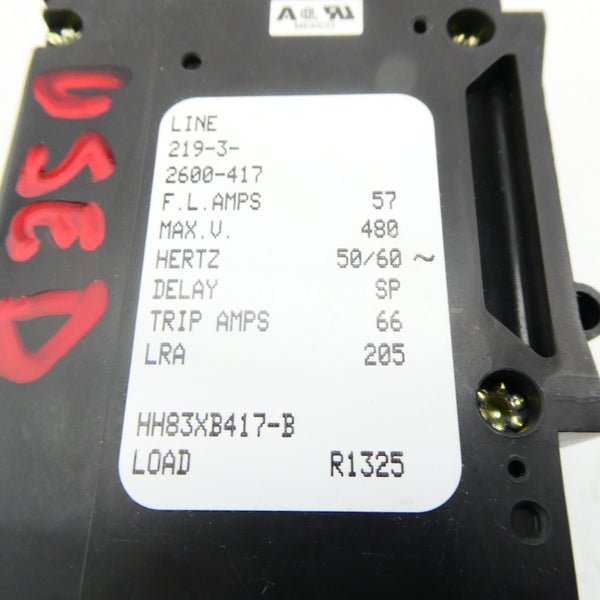 MEXICO
LINE
219-3-
2600-417
F.L.AMPS 57
MAX.V. 480
HERTZ 50/60 ~
DELAY SP
TRIP AMPS 66
LRA 205
HH83XB417-B
LOAD R1325
USED